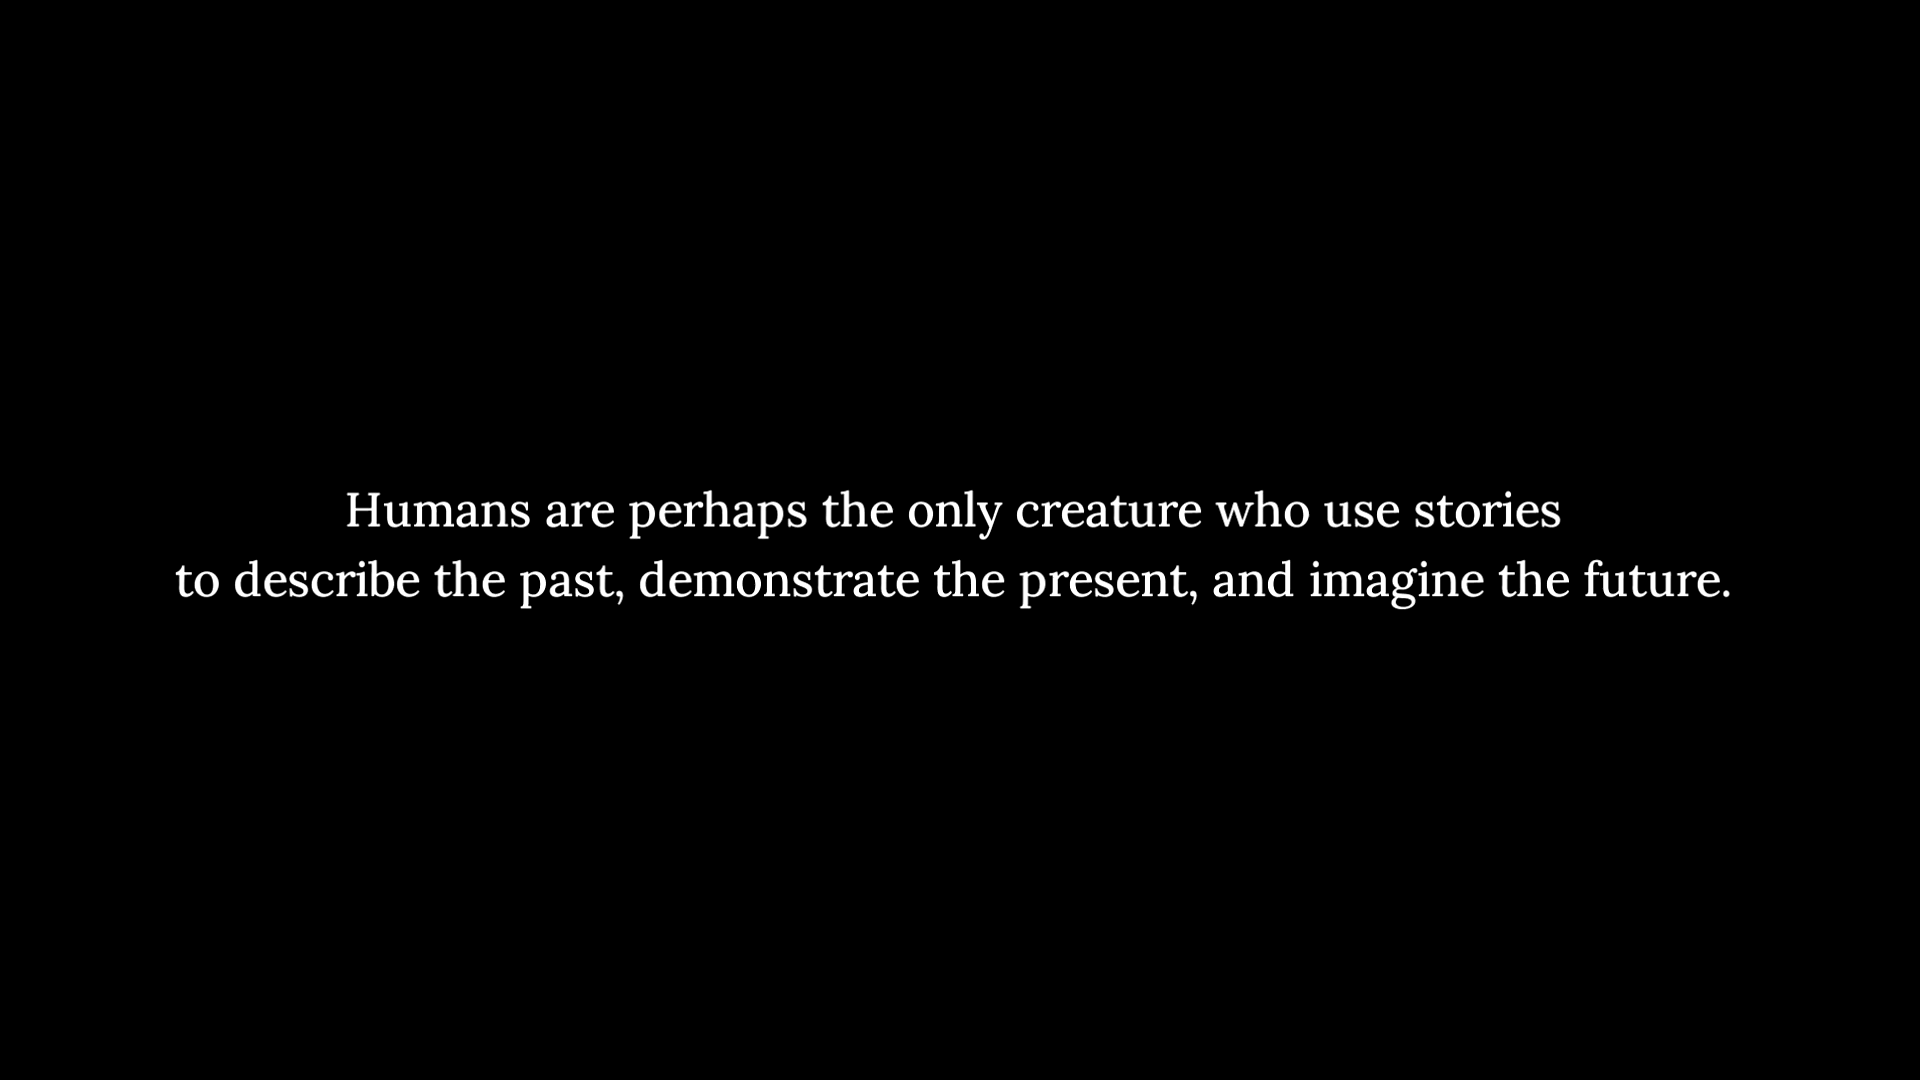 Humans are perhaps the only creature who use stories
to describe the past, demonstrate the present, and imagine the future.